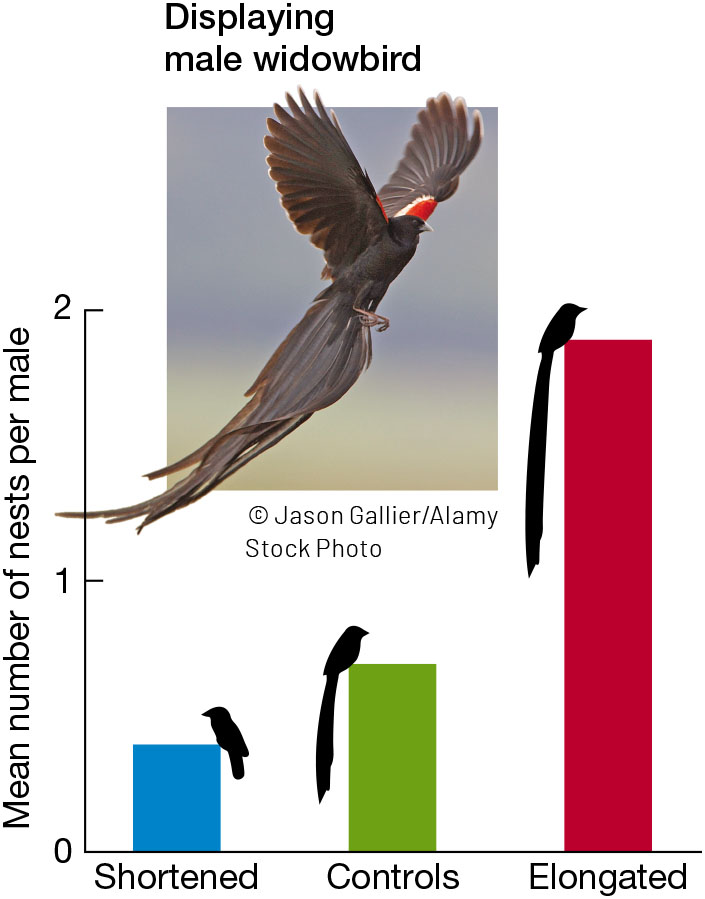 Displaying
male widowbird
© Jason Gallier/Alamy
Stock Photo
Mean number of nests per male
2
1
0
Shortened
Controls
Elongated